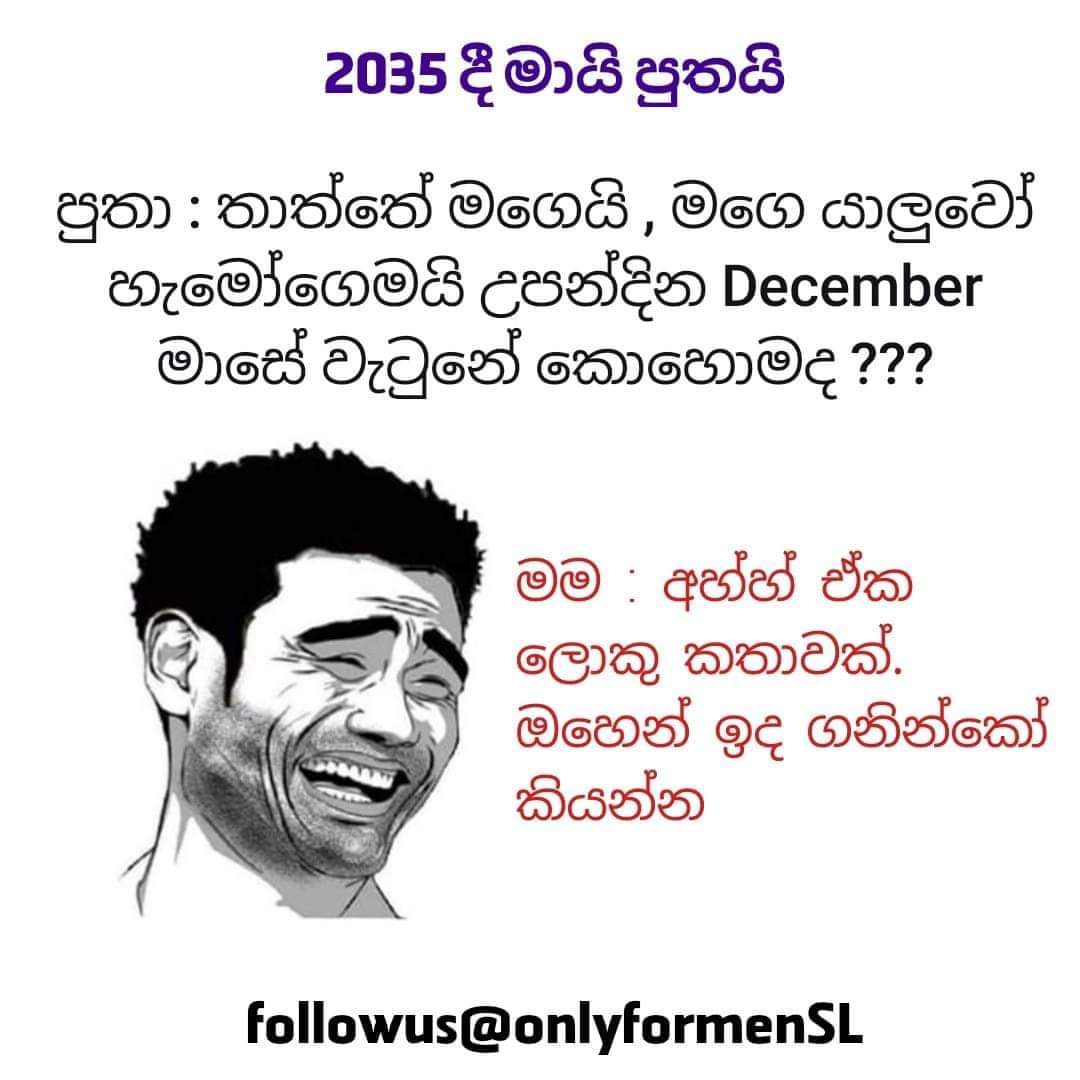 2035 දී මායි පුතයි
පුතා : තාත්තේ මගෙයි , මගෙ යාලුවෝ
හැමෝගෙමයි උපන්දින December
මාසේ වැටුනේ කොහොමද ???
මම : අහ්හ් ඒක
ලොකු කතාවක්.
ඔහෙන් ඉද ගනින්කෝ
කියන්න
followus@onlyformenSL